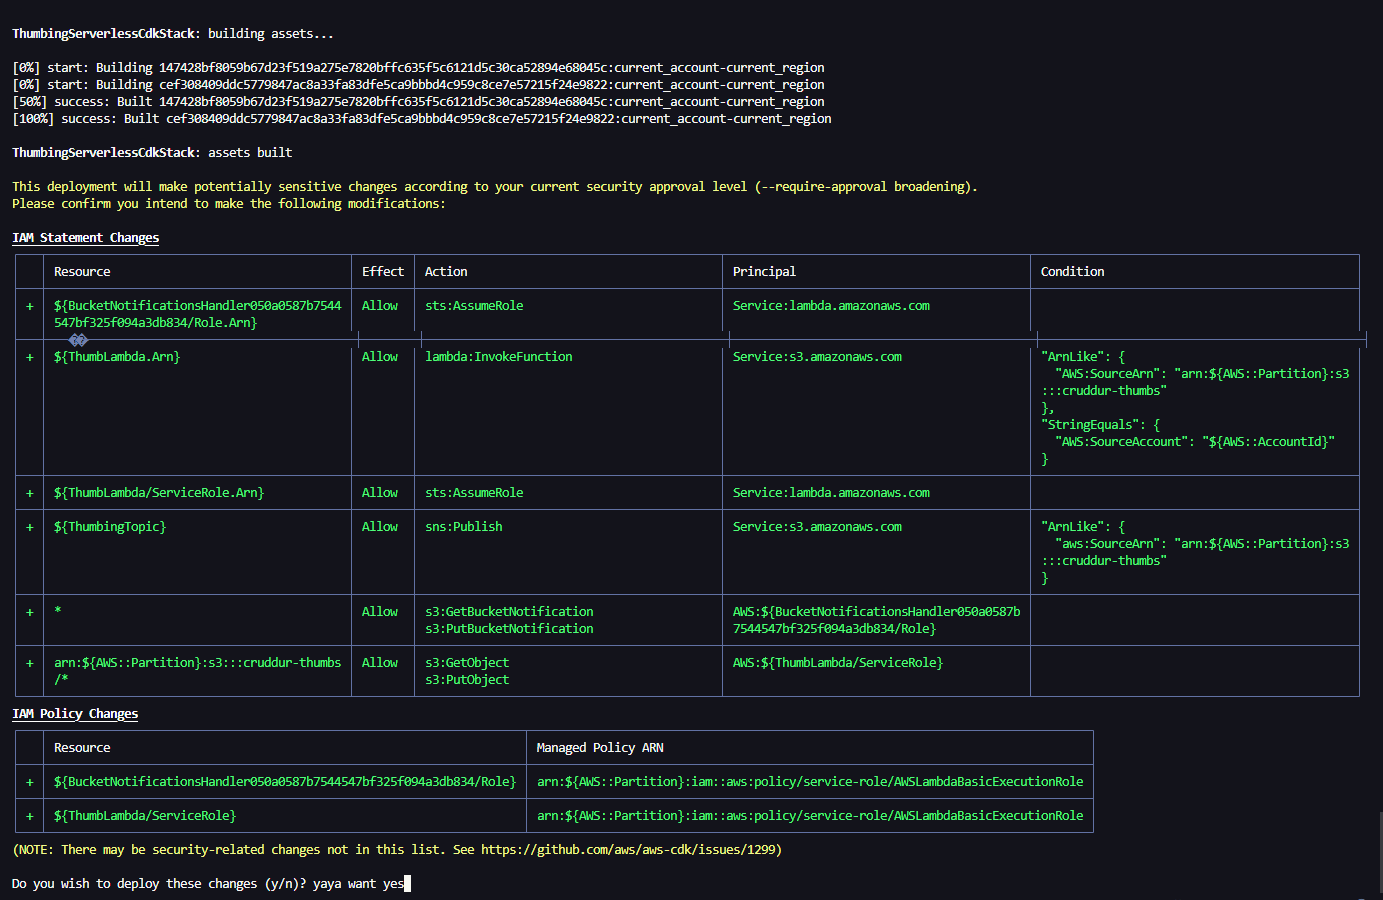 ThumbingServerlessCdkStack: building assets...
[0%] start: Building 147428bf8059b67d23f519a275e7820bffc635f5c6121d5c30ca52894e68045c:current_account-current_region
[0%] start: Building cef308409ddc5779847ac8a33fa83dfe5ca9bbbd4c959c8ce7e57215f24e9822:current_account-current_region
[50%] success: Built 147428bf8059b67d23f519a275e7820bffc635f5c6121d5c30ca52894e68045c:current_account-current_region
[100%] success: Built cef308409ddc5779847ac8a33fa83dfe5ca9bbbd4c959c8ce7e57215f24e9822:current_account-current_region
ThumbingServerlessCdkStack: assets built
This deployment will make potentially sensitive changes according to your current security approval level (--require-approval broadening).
Please confirm you intend to make the following modifications:
IAM Statement Changes
Resource Effect Action Principal Condition
+ ${BucketNotificationsHandler050a0587b7544 Allow sts:AssumeRole Service:lambda.amazonaws.com
547bf325f094a3db834/Role.Arn}
+ ${ThumbLambda.Arn} Allow lambda:InvokeFunction Service:s3.amazonaws.com "ArnLike": {
"AWS:SourceArn": "arn:${AWS::Partition}:s3
:::cruddur-thumbs"
},
"StringEquals": {
"AWS:SourceAccount": "${AWS::AccountId}"
}
+ ${ThumbLambda/ServiceRole.Arn} Allow sts:AssumeRole Service:lambda.amazonaws.com
+ ${ThumbingTopic} Allow sns:Publish Service:s3.amazonaws.com "ArnLike": {
"aws:SourceArn": "arn:${AWS::Partition}:s3
:::cruddur-thumbs"
}
+ * Allow s3:GetBucketNotification AWS:${BucketNotificationsHandler050a0587b
s3:PutBucketNotification 7544547bf325f094a3db834/Role}
+ arn:${AWS::Partition}:s3:::cruddur-thumbs Allow s3:GetObject AWS:${ThumbLambda/ServiceRole}
/* s3:PutObject
IAM Policy Changes
Resource Managed Policy ARN
+ ${BucketNotificationsHandler050a0587b7544547bf325f094a3db834/Role} arn:${AWS::Partition}:iam::aws:policy/service-role/AWSLambdaBasicExecutionRole
+ ${ThumbLambda/ServiceRole} arn:${AWS::Partition}:iam::aws:policy/service-role/AWSLambdaBasicExecutionRole
(NOTE: There may be security-related changes not in this list. See https://github.com/aws/aws-cdk/issues/1299)
Do you wish to deploy these changes (y/n)? yaya want yes